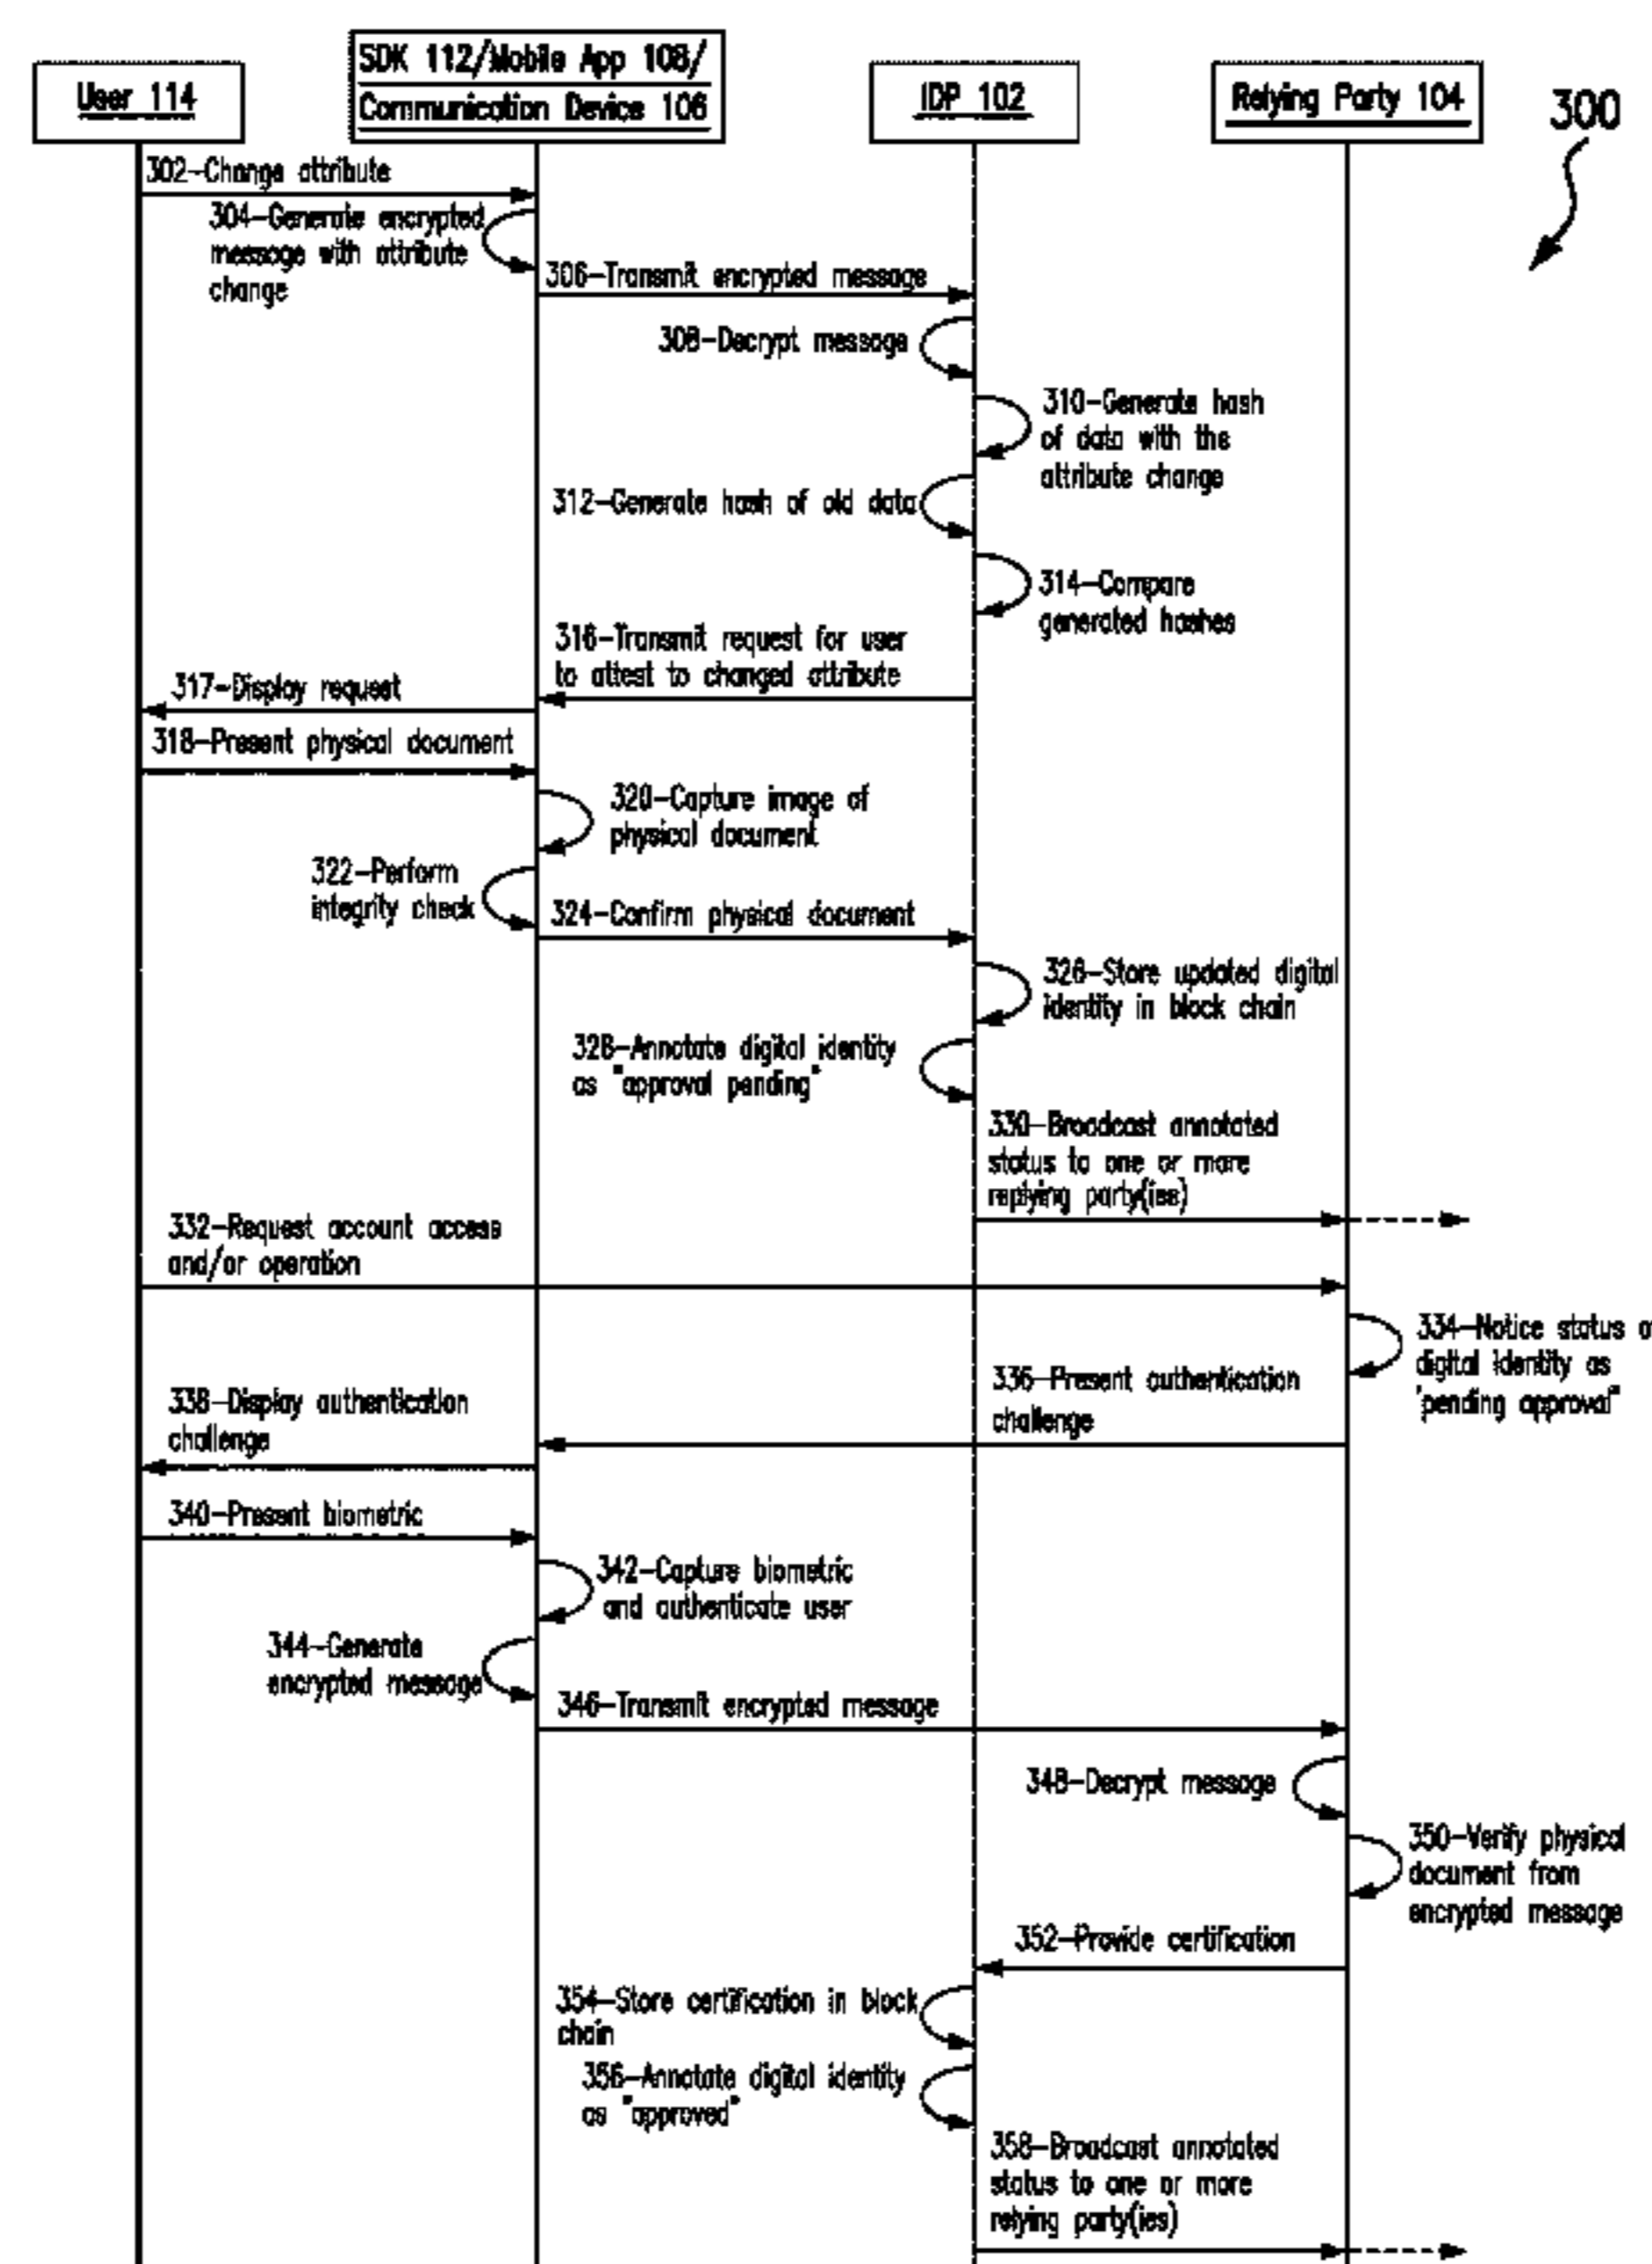 User 114
SDK 112/Mobile App 108/
Communication Device 106
IDP 102
Relying Party 104
300
302-Change attribute
304-Generate encrypted
message with attribute
change
306-Transmit encrypted message
308-Decrypt message
310-Generate hash
of data with the
attribute change
312-Generate hash of old data
314-Compare
generated hashes
316-Transmit request for user
to attest to changed attribute
317-Display request
318-Present physical document
320-Capture image of
physical document
322-Perform
integrity check
324-Confirm physical document
326-Store updated digital
identity in block chain
328-Annotate digital identity
as "approval pending"
330-Broadcast annotated
status to one or more
replying party(ies)
332-Request account access
and/or operation
334-Notice status o
digital identity as
"pending approval"
336-Present authentication
challenge
338-Display authentication
challenge
340-Present biometric
342-Capture biometric
and authenticate user
344-Generate
encrypted message
346-Transmit encrypted message
348-Decrypt message
350-Verify physical
document from
encrypted message
352-Provide certification
354-Store certification in block
chain
356-Annotate digital identity
as "approved"
358-Broadcast annotated
status to one or more
relying party(ies)